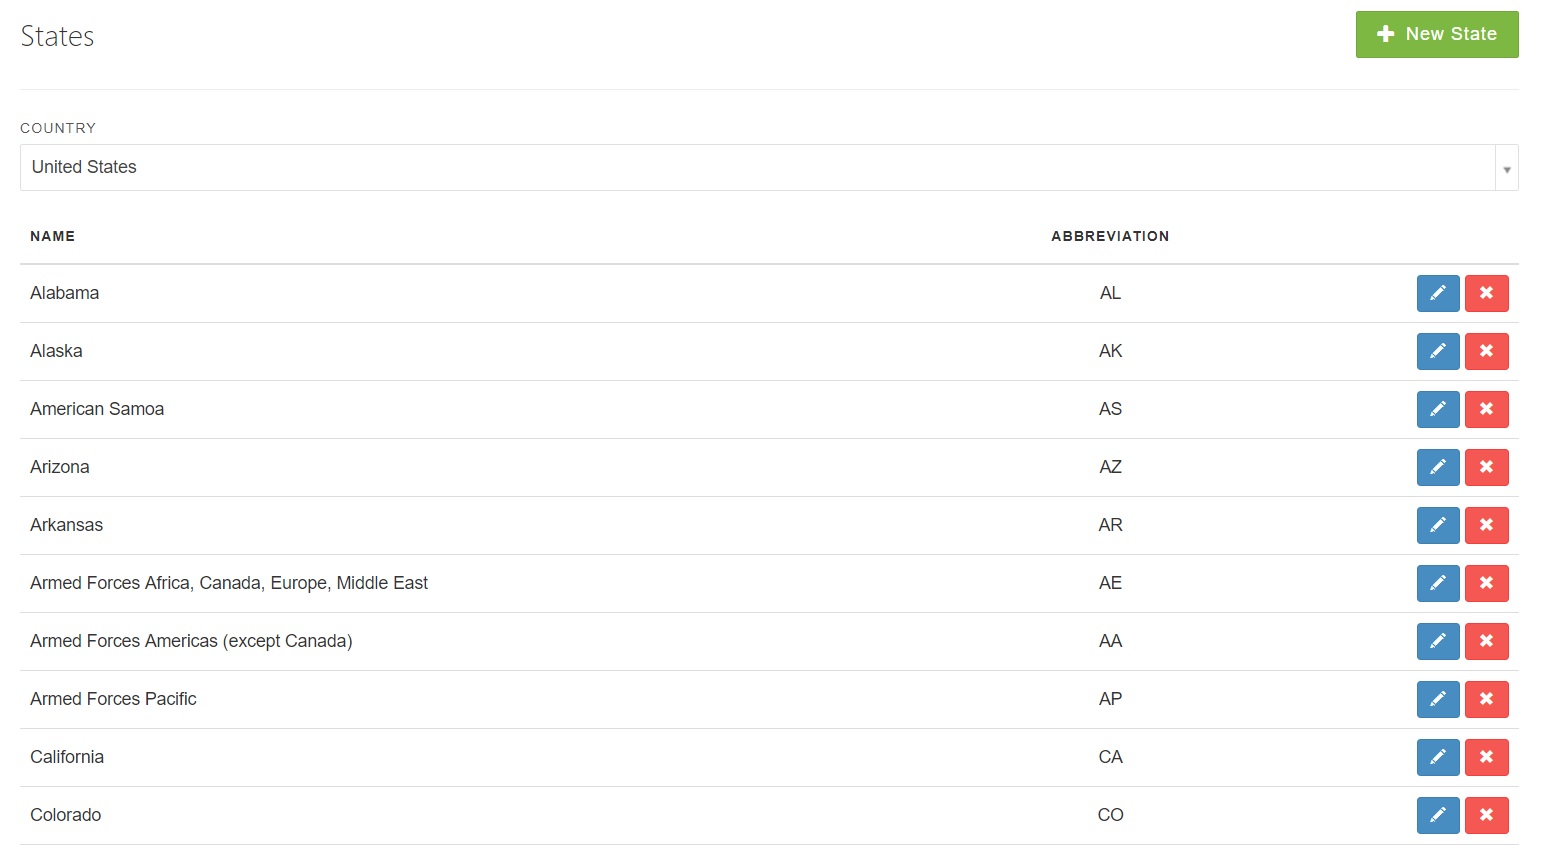 States
New State
COUNTRY
United States
NAME ABBREVIATION
Alabama AL
Alaska AK
American Samoa AS
Arizona AZ
Arkansas AR
Armed Forces Africa, Canada, Europe, Middle East AE
Armed Forces Americas (except Canada) AA
Armed Forces Pacific AP
California CA
Colorado CO